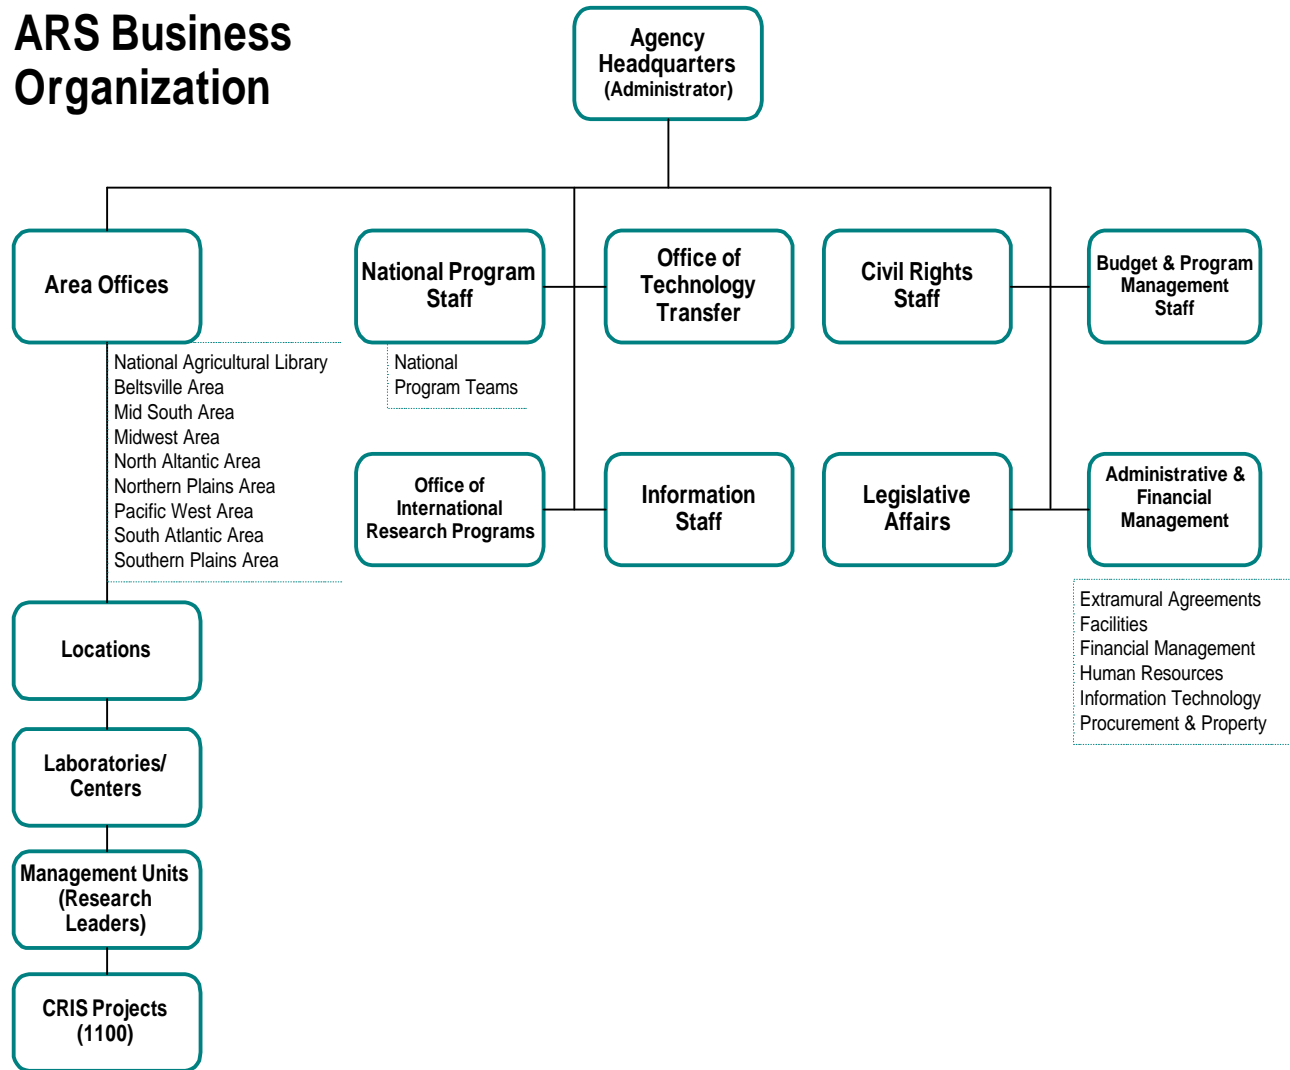 ARS Business
Organization
Agency
Headquarters
(Administrator)
Area Offices
National Program
Staff
Office of
Technology
Transfer
Civil Rights
Staff
Budget & Program
Management
Staff
National Agricultural Library
Beltsville Area
Mid South Area
Midwest Area
North Altantic Area
Northern Plains Area
Pacific West Area
South Atlantic Area
Southern Plains Area
National
Program Teams
Office of
International
Research Programs
Information
Staff
Legislative
Affairs
Administrative &
Financial
Management
Extramural Agreements
Facilities
Financial Management
Human Resources
Information Technology
Procurement & Property
Locations
Laboratories/
Centers
Management Units
(Research
Leaders)
CRIS Projects
(1100)